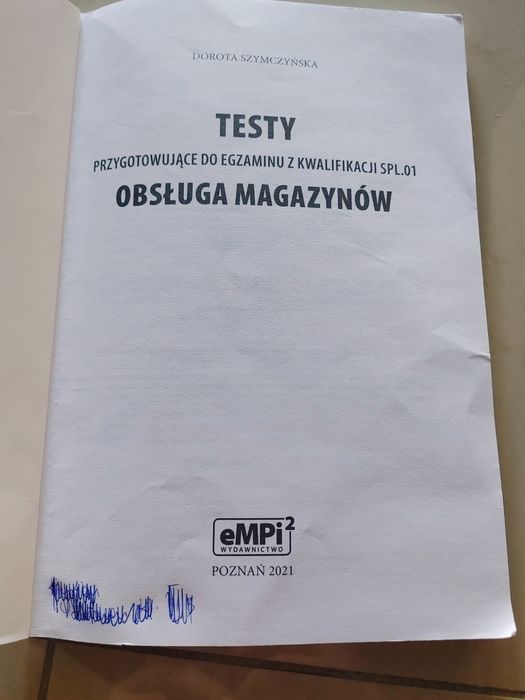 DOROTA SZYMCZYŃSKA
TESTY
PRZYGOTOWUJĄCE DO EGZAMINU Z KWALIFIKACJI SPL.01
OBSŁUGA MAGAZYNÓW
eMPi²
WYDAWNICTWO
POZNAŃ 2021